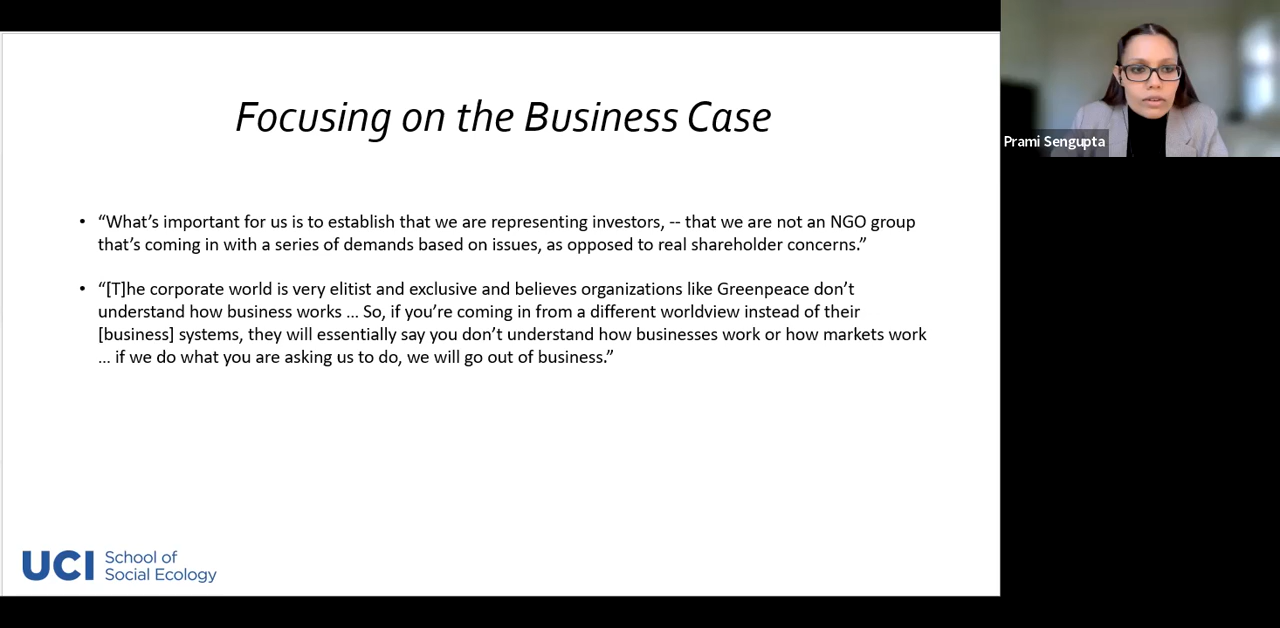 Focusing on the Business Case
• “What’s important for us is to establish that we are representing investors, -- that we are not an NGO group
that’s coming in with a series of demands based on issues, as opposed to real shareholder concerns.”
• “[T]he corporate world is very elitist and exclusive and believes organizations like Greenpeace don’t
understand how business works ... So, if you’re coming in from a different worldview instead of their
[business] systems, they will essentially say you don’t understand how businesses work or how markets work
... if we do what you are asking us to do, we will go out of business.”
UCI School of
Social Ecology
Prami Sengupta